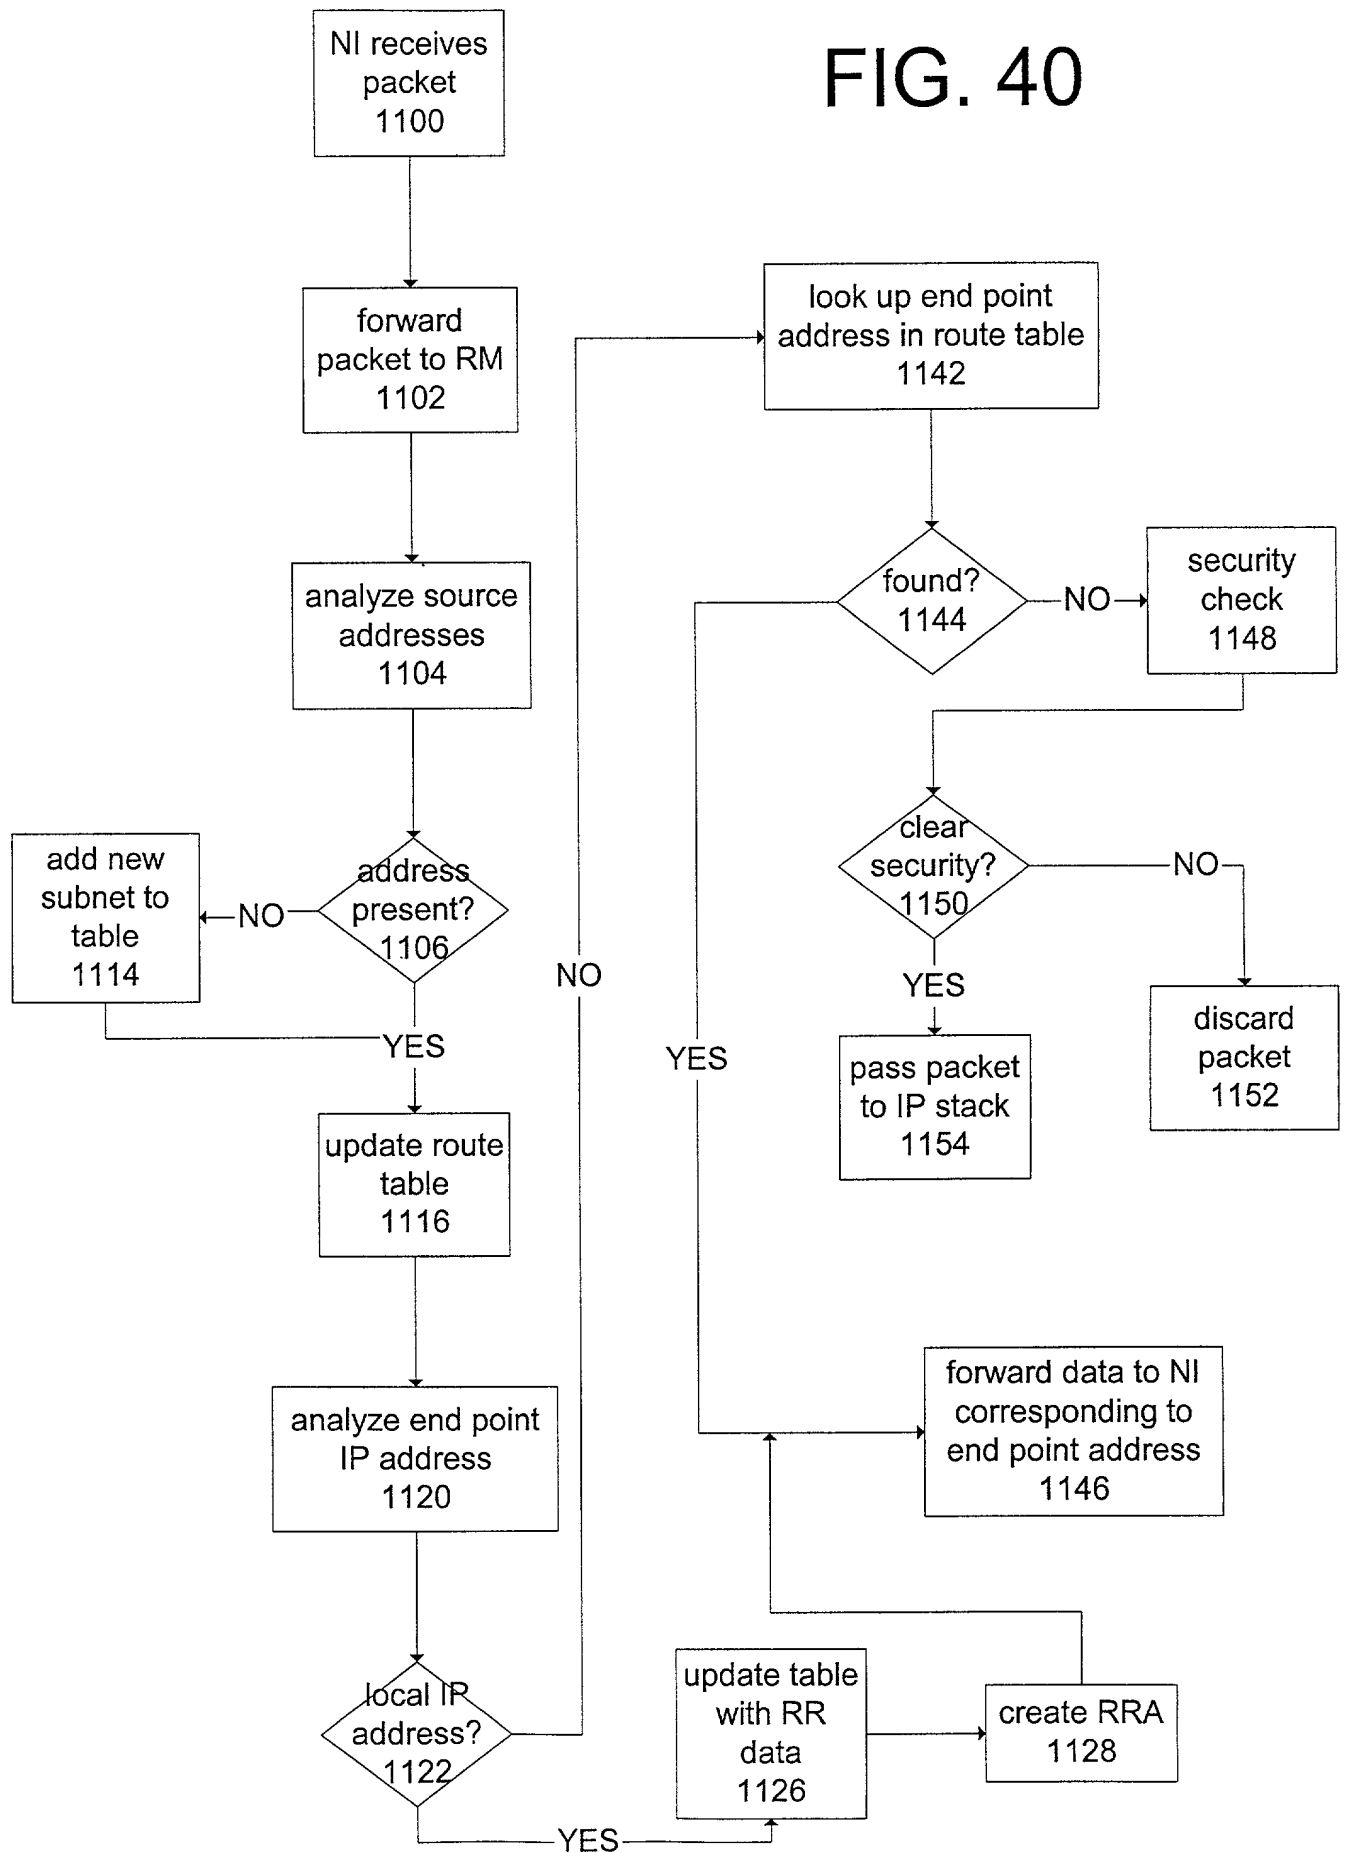 FIG. 40
NI receives
packet
1100
forward
packet to RM
1102
analyze source
addresses
1104
address
present?
1106
NO
add new
subnet to
table
1114
YES
update route
table
1116
analyze end point
IP address
1120
local IP
address?
1122
NO
YES
look up end point
address in route table
1142
found?
1144
NO
security
check
1148
clear
security?
1150
NO
YES
discard
packet
1152
pass packet
to IP stack
1154
YES
forward data to NI
corresponding to
end point address
1146
update table
with RR
data
1126
create RRA
1128